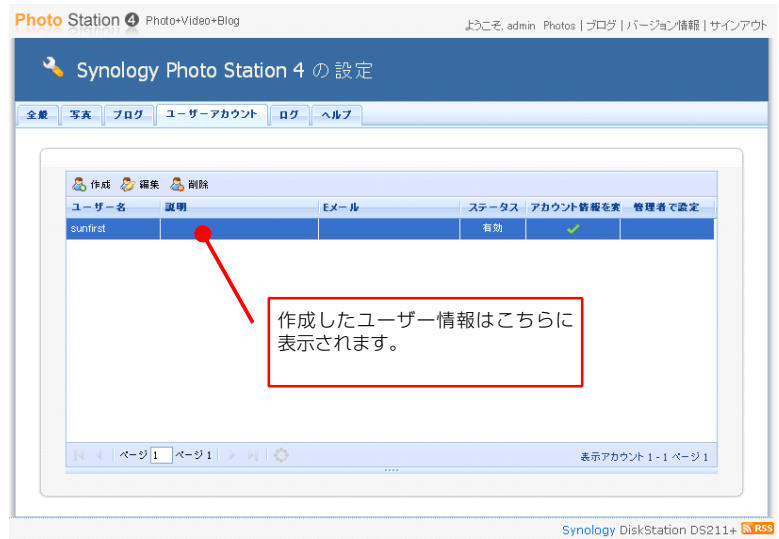 Photo Station 4 Photo+Video+Blog
ようこそ, admin Photos | ブログ | バージョン情報 | サインアウト
Synology Photo Station 4 の設定
全般 写真 ブログ ユーザーアカウント ログ ヘルプ
作成 編集 削除
ユーザー名 説明 Eメール ステータス アカウント情報を変 管理者で設定
sunfirst 有効
作成したユーザー情報はこちらに
表示されます。
ページ 1 ページ 1 表示アカウント 1 - 1 ページ 1
Synology DiskStation DS211+ RSS